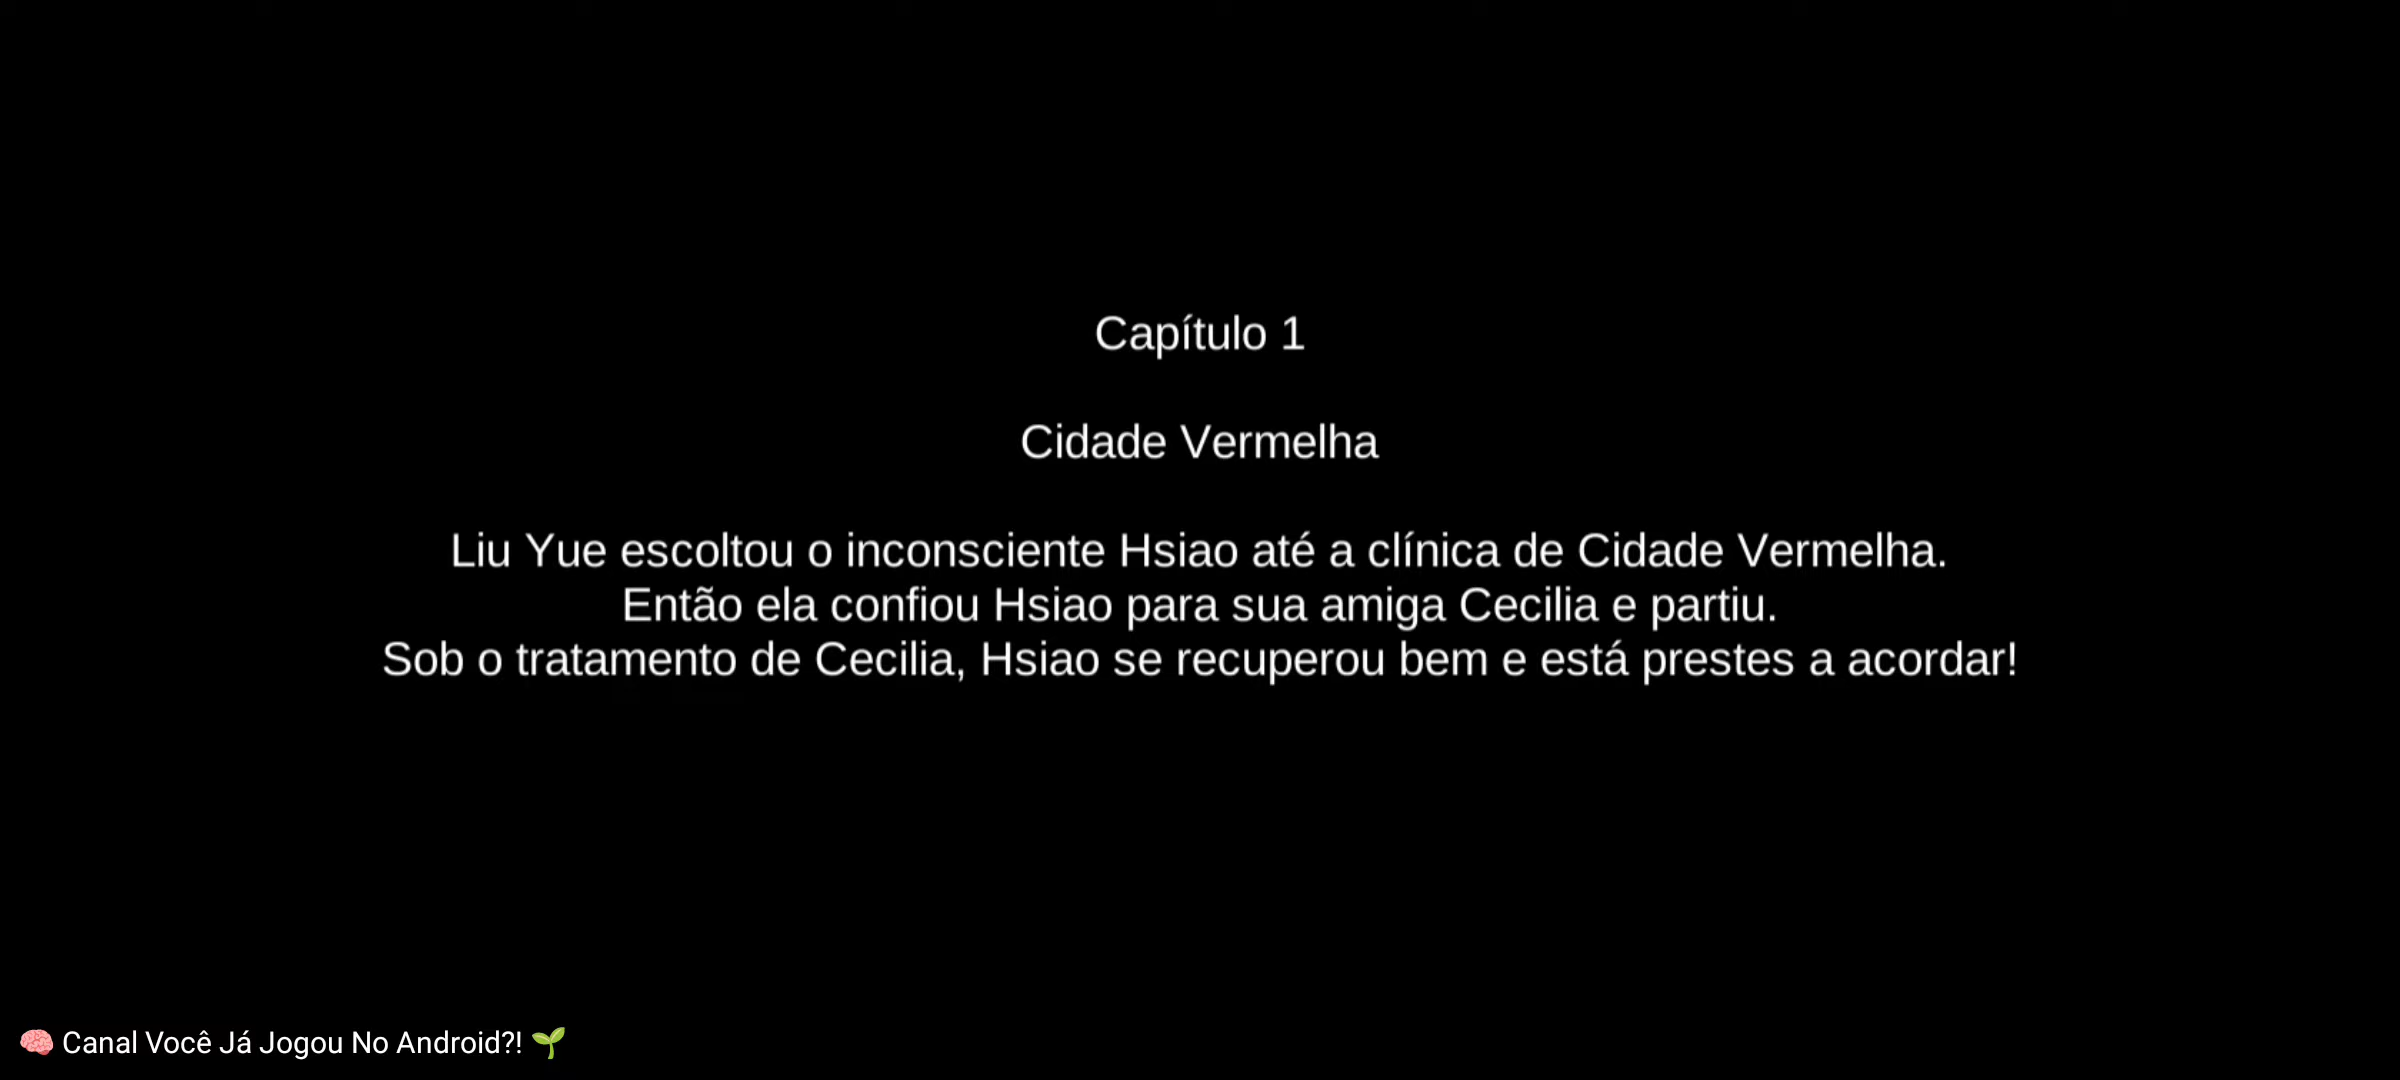 Capítulo 1
Cidade Vermelha
Liu Yue escoltou o inconsciente Hsiao até a clínica de Cidade Vermelha.
Então ela confiou Hsiao para sua amiga Cecilia e partiu.
Sob o tratamento de Cecilia, Hsiao se recuperou bem e está prestes a acordar!
🧠 Canal Você Já Jogou No Android?! 🌱